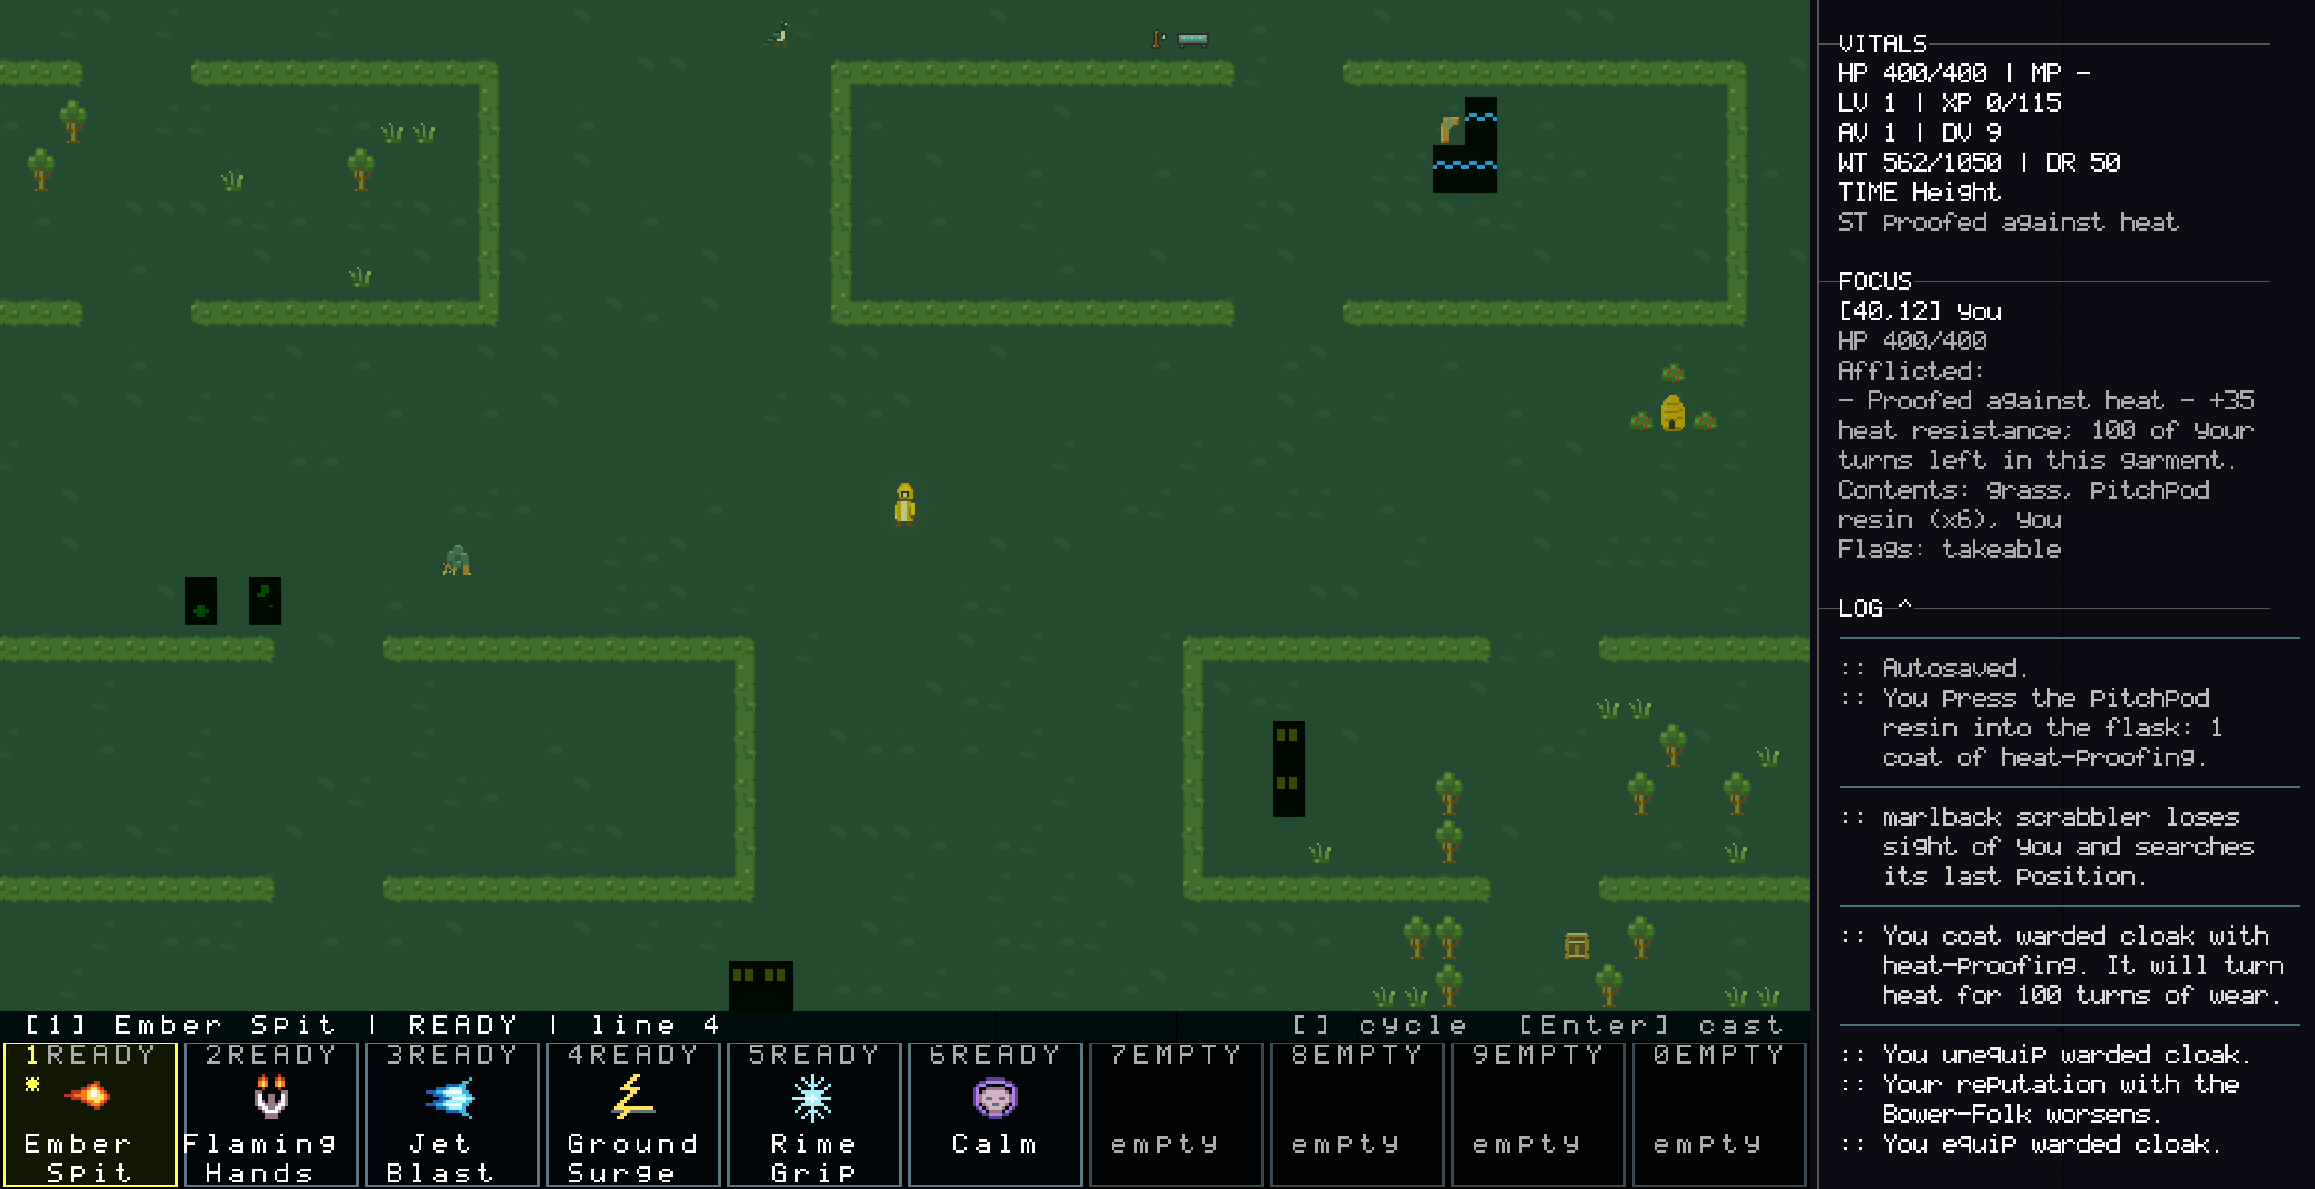 VITALS
HP 400/400 | MP -
LV 1 | XP 0/115
AV 1 | DV 9
WT 562/1050 | DR 50
TIME Height
ST Proofed against heat
FOCUS
[40,12] You
HP 400/400
Afflicted:
- Proofed against heat - +35
heat resistance; 100 of your
turns left in this garment.
Contents: grass, PitchPod
resin (x6), You
Flags: takeable
LOG ^
:: Autosaved.
:: You Press the PitchPod
resin into the flask: 1
coat of heat-Proofing.
:: marlback scrabbler loses
sight of You and searches
its last Position.
:: You coat warded cloak with
heat-Proofing. It will turn
heat for 100 turns of wear.
:: You unequip warded cloak.
:: Your rePutation with the
Bower-Folk worsens.
:: You equip warded cloak.
[1] Ember Spit | READY | line 4
[] cycle [Enter] cast
1READY 2READY 3READY 4READY 5READY 6READY 7EMPTY 8EMPTY 9EMPTY 0EMPTY
Ember Flaming Jet Ground Rime Calm empty empty empty empty
Spit Hands Blast Surge Grip